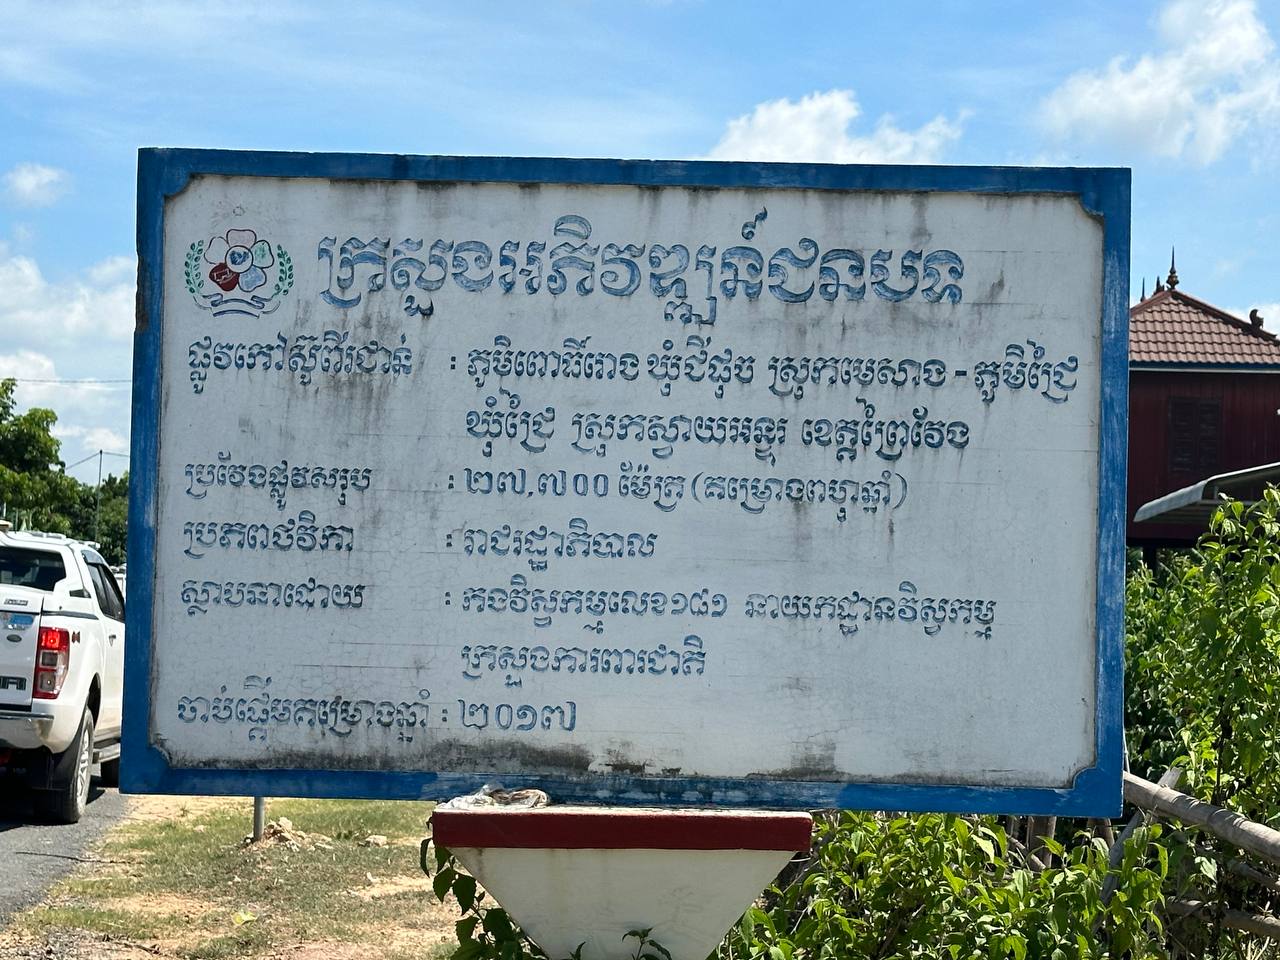 ក្រសួងអភិវឌ្ឍន៍ជនបទ
ផ្លូវកៅស៊ូពីរជាន់ : ភូមិពោធិ៍រោង ឃុំជីផុច ស្រុកមេសាង - ភូមិជ្រៃ
ឃុំជ្រៃ ស្រុកស្វាយអន្ទរ ខេត្តព្រៃវែង
ប្រវែងផ្លូវសរុប : ២៧,៧០០ ម៉ែត្រ (គម្រោងពហុឆ្នាំ)
ប្រភពថវិកា : រាជរដ្ឋាភិបាល
ស្ថាបនាដោយ : កងវិស្វកម្មលេខ១៨១ នាយកដ្ឋានវិស្វកម្ម
ក្រសួងការពារជាតិ
ចាប់ផ្ដើមគម្រោងឆ្នាំ : ២០១៧